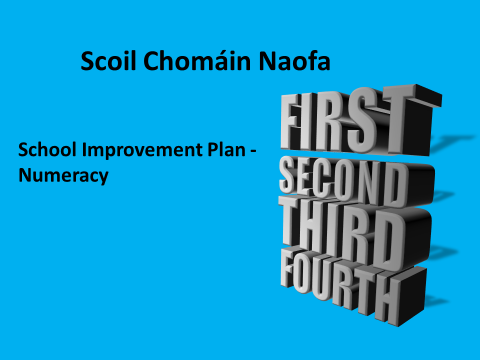 Scoil Chomáin Naofa
School Improvement Plan -
Numeracy
FIRST
SECOND
THIRD
FOURTH